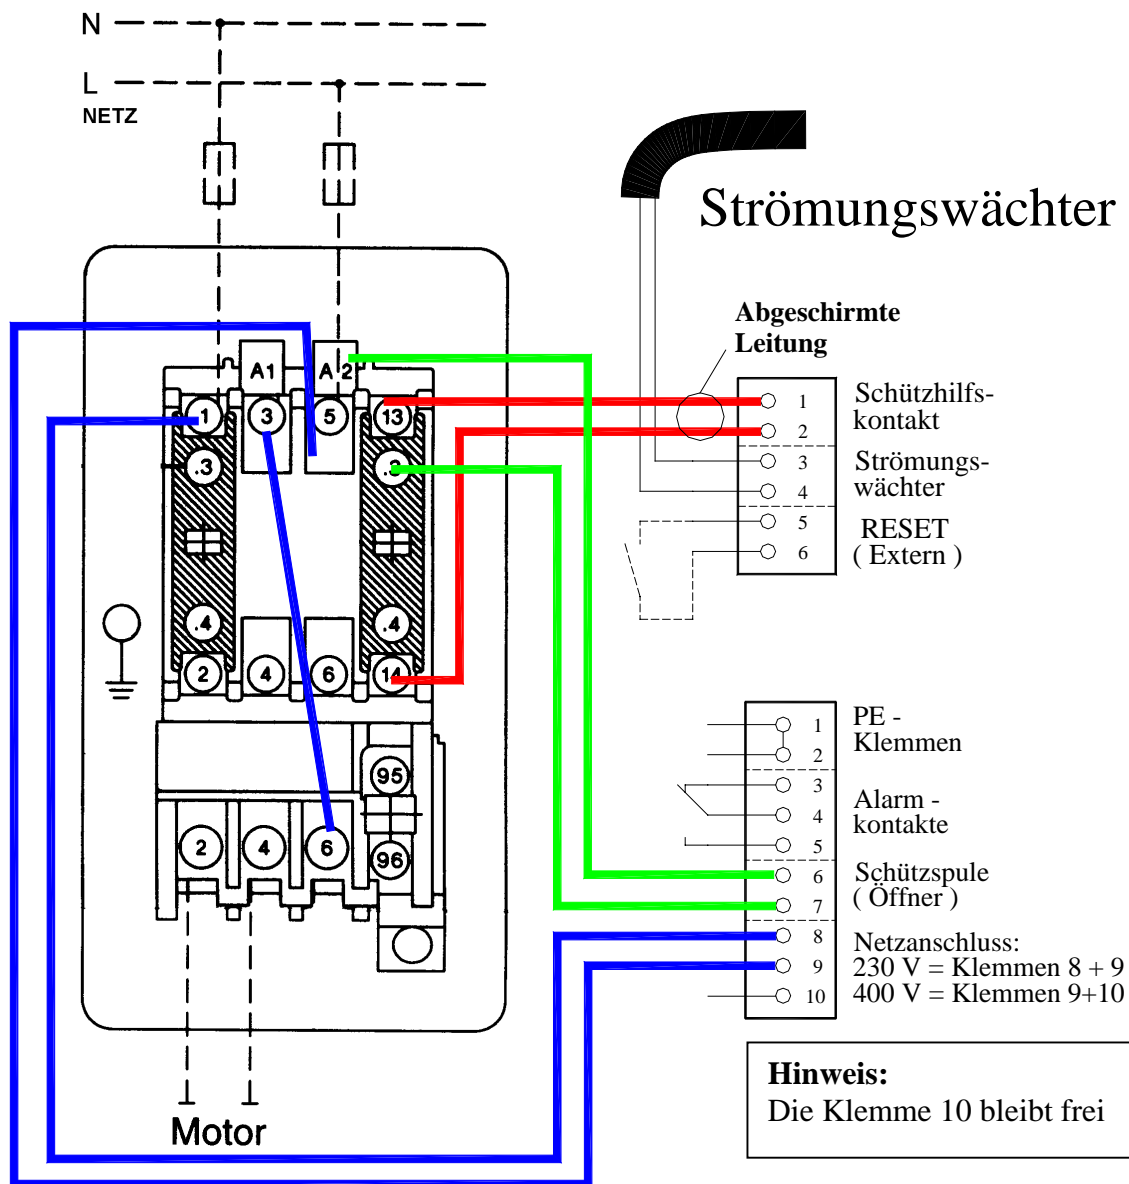 N
L
NETZ
Strömungswächter
Abgeschirmte
Leitung
A1
A 2
1
3
5
13
.3
.3
.4
.4
2
4
6
14
95
2
4
6
96
Motor
1
2
3
4
5
6
Schützhilfs-
kontakt
Strömungs-
wächter
RESET
( Extern )
1
2
3
4
5
6
7
8
9
10
PE -
Klemmen
Alarm -
kontakte
Schützspule
( Öffner )
Netzanschluss:
230 V = Klemmen 8 + 9
400 V = Klemmen 9+10
Hinweis:
Die Klemme 10 bleibt frei